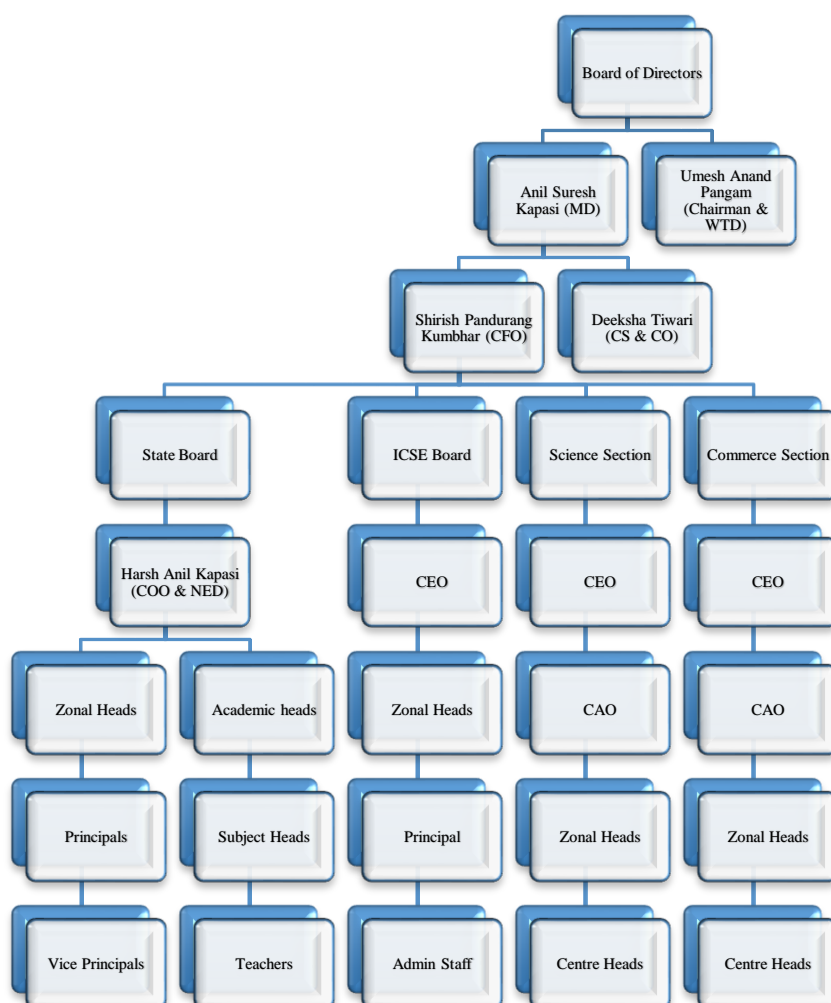 Board of Directors
Anil Suresh
Kapasi (MD)
Umesh Anand
Pangam
(Chairman &
WTD)
Shirish Pandurang
Kumbhar (CFO)
Deeksha Tiwari
(CS & CO)
State Board
ICSE Board
Science Section
Commerce Section
Harsh Anil Kapasi
(COO & NED)
CEO
CEO
CEO
Zonal Heads
Academic heads
Zonal Heads
CAO
CAO
Principals
Subject Heads
Principal
Zonal Heads
Zonal Heads
Vice Principals
Teachers
Admin Staff
Centre Heads
Centre Heads